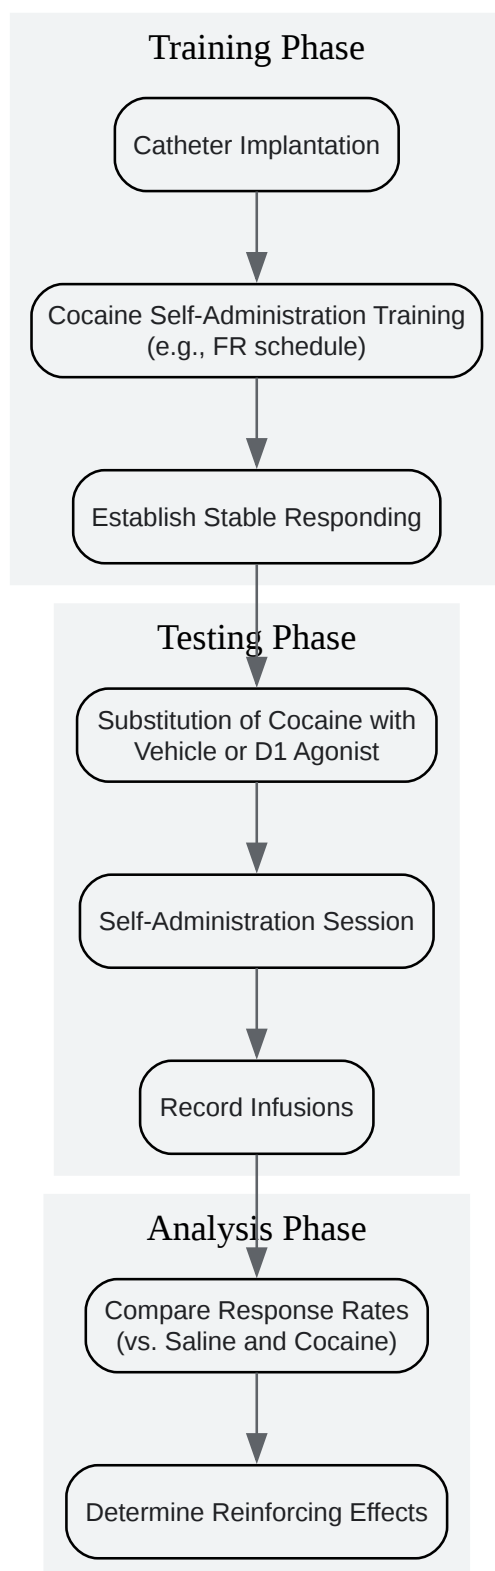 Training Phase
Catheter Implantation
Cocaine Self-Administration Training
(e.g., FR schedule)
Establish Stable Responding
Testing Phase
Substitution of Cocaine with
Vehicle or D1 Agonist
Self-Administration Session
Record Infusions
Analysis Phase
Compare Response Rates
(vs. Saline and Cocaine)
Determine Reinforcing Effects